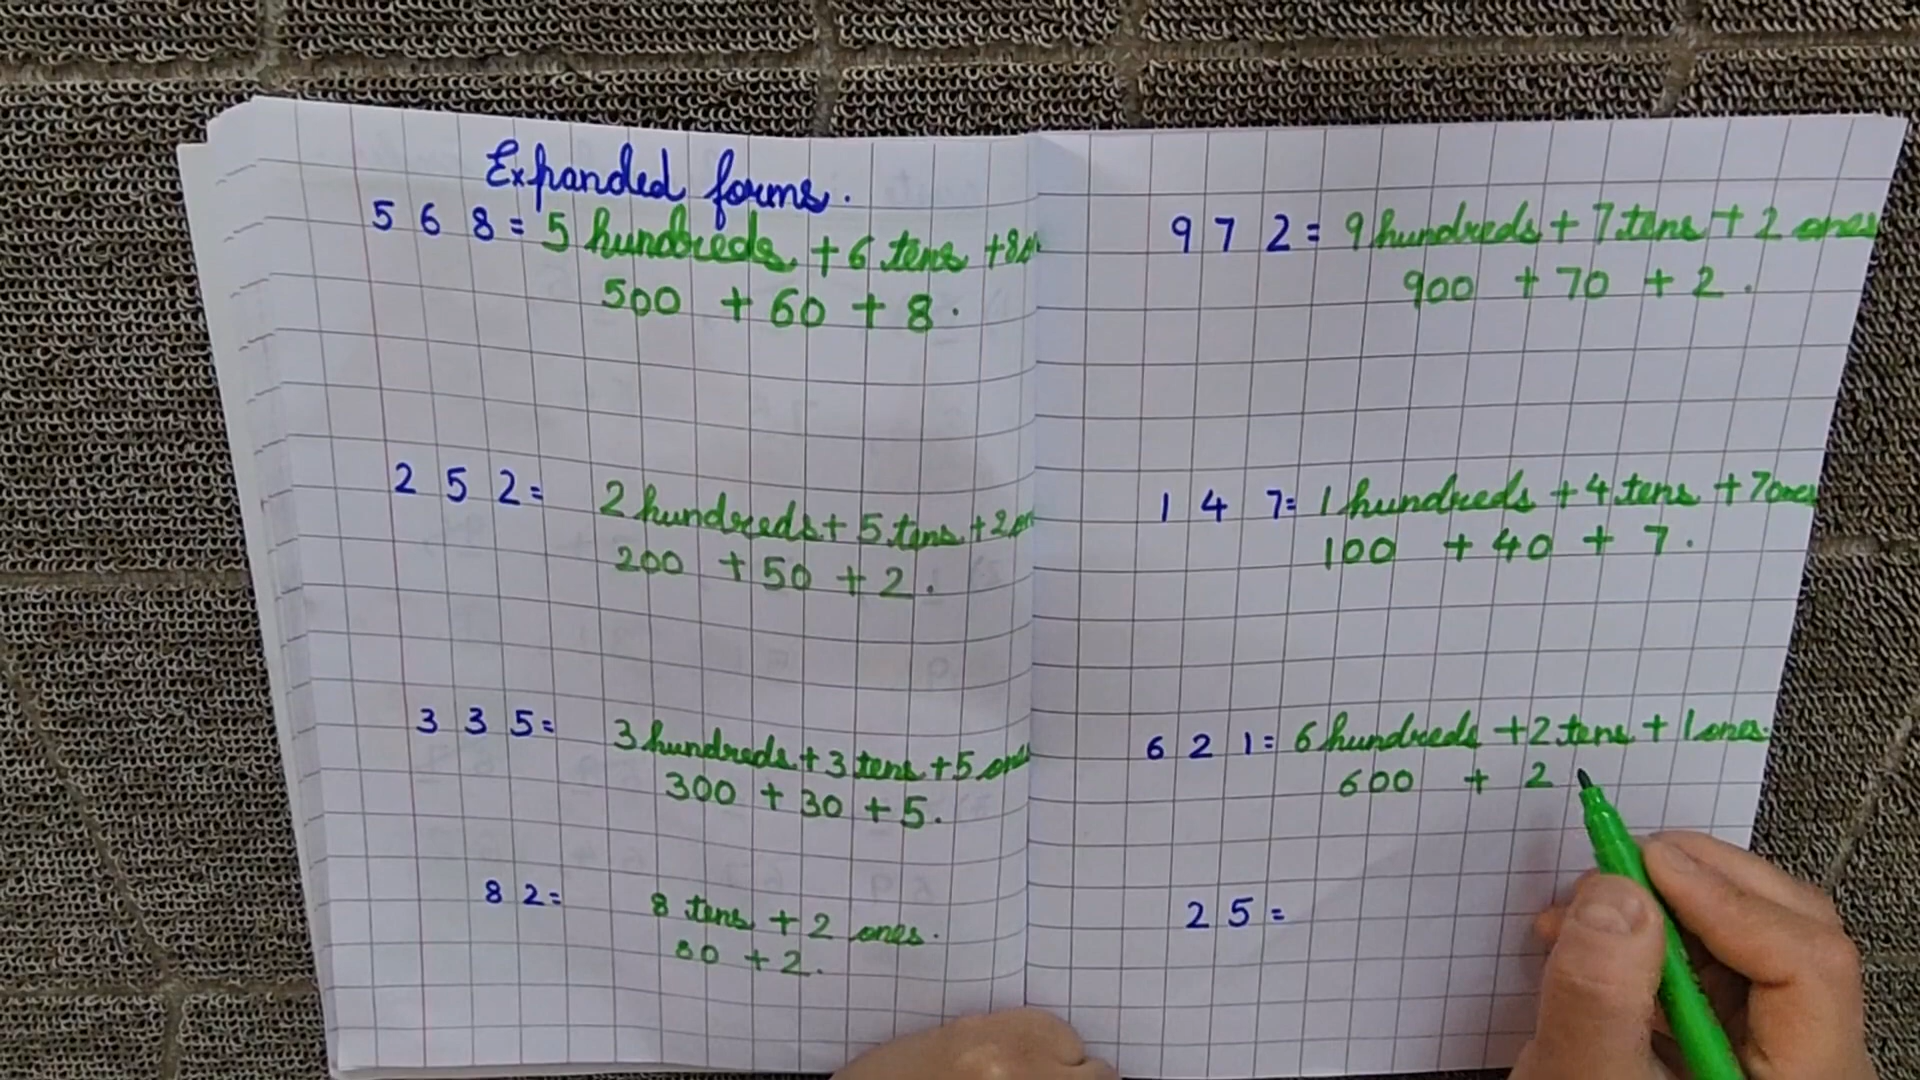 Expanded forms.
5 6 8 = 5 hundreds + 6 tens + 8
500 + 60 + 8.
2 5 2 = 2 hundreds + 5 tens + 2
200 + 50 + 2.
3 3 5 = 3 hundreds + 3 tens + 5 ones
300 + 30 + 5.
8 2 = 8 tens + 2 ones.
80 + 2.
9 7 2 = 9 hundreds + 7 tens + 2 ones
900 + 70 + 2.
1 4 7 = 1 hundreds + 4 tens + 7 ones
100 + 40 + 7.
6 2 1 = 6 hundreds + 2 tens + 1 ones.
600 + 2
2 5 =